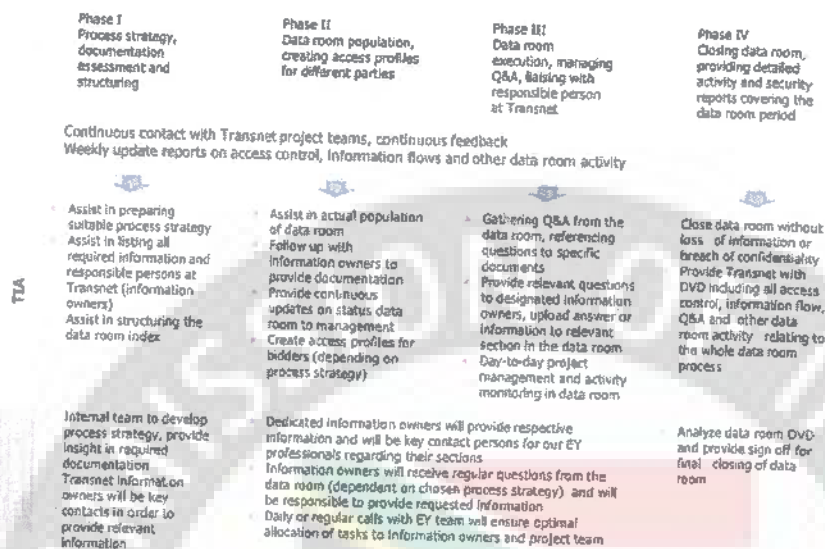 Phase I
Process strategy,
documentation
assessment and
structuring
Phase II
Data room population,
creating access profiles
for different parties
Phase III
Data room
execution, managing
Q&A, liaising with
responsible person
at Transnet
Phase IV
Closing data room,
providing detailed
activity and security
reports covering the
data room period
Continuous contact with Transnet project teams, continuous feedback
Weekly update reports on access control, information flows and other data room activity
TIA
Assist in preparing
suitable process strategy
Assist in listing all
required information and
responsible persons at
Transnet (information
owners)
Assist in structuring the
data room index
Assist in actual population
of data room
Follow up with
information owners to
provide documentation
Provide continuous
updates on status data
room to management
Create access profiles for
bidders (depending on
process strategy)
Gathering Q&A from the
data room, referencing
questions to specific
documents
Provide relevant questions
to designated information
owners, upload answer or
information to relevant
section in the data room
Day-to-day project
management and activity
monitoring in data room
Close data room without
loss of information or
breach of confidentiality
Provide Transnet with
DVD including all access
control, information flow,
Q&A and other data
room activity relating to
the whole data room
process
Internal team to develop
process strategy, provide
insight in required
documentation
Transnet information
owners will be key
contacts in order to
provide relevant
information
Dedicated information owners will provide respective
information and will be key contact persons for our EY
professionals regarding their sections
Information owners will receive regular questions from the
data room (dependent on chosen process strategy) and will
be responsible to provide requested information
Daily or regular calls with EY team will ensure optimal
allocation of tasks to information owners and project team
Analyze data room DVD
and provide sign off for
final closing of data
room